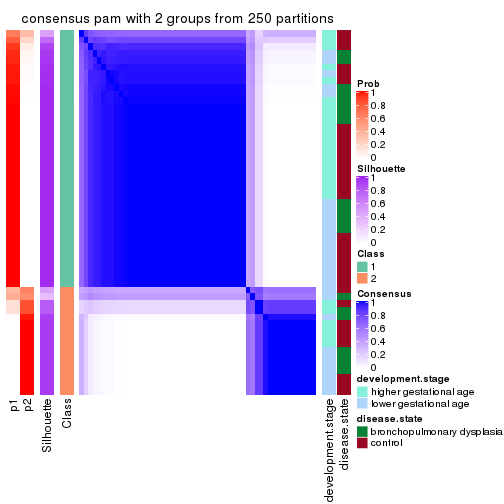 consensus pam with 2 groups from 250 partitions
Prob
1
0.8
0.6
0.4
0.2
0
Silhouette
1
0.8
0.6
0.4
0.2
0
Class
1
2
Consensus
1
0.8
0.6
0.4
0.2
0
development.stage
higher gestational age
lower gestational age
disease.state
bronchopulmonary dysplasia
control
p1
p2
Silhouette
Class
development.stage
disease.state